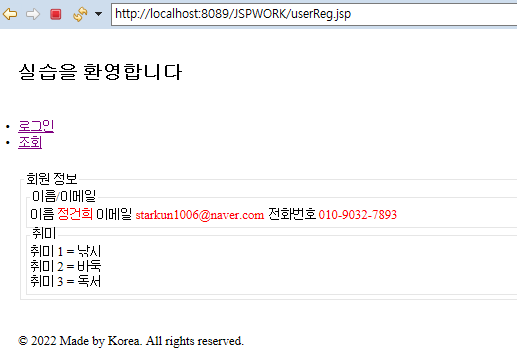 http://localhost:8089/JSPWORK/userReg.jsp
실습을 환영합니다
• 로그인
• 조회
회원 정보
이름/이메일
이름 정건희 이메일 starkun1006@naver.com 전화번호 010-9032-7893
취미
취미 1 = 낚시
취미 2 = 바둑
취미 3 = 독서
© 2022 Made by Korea. All rights reserved.